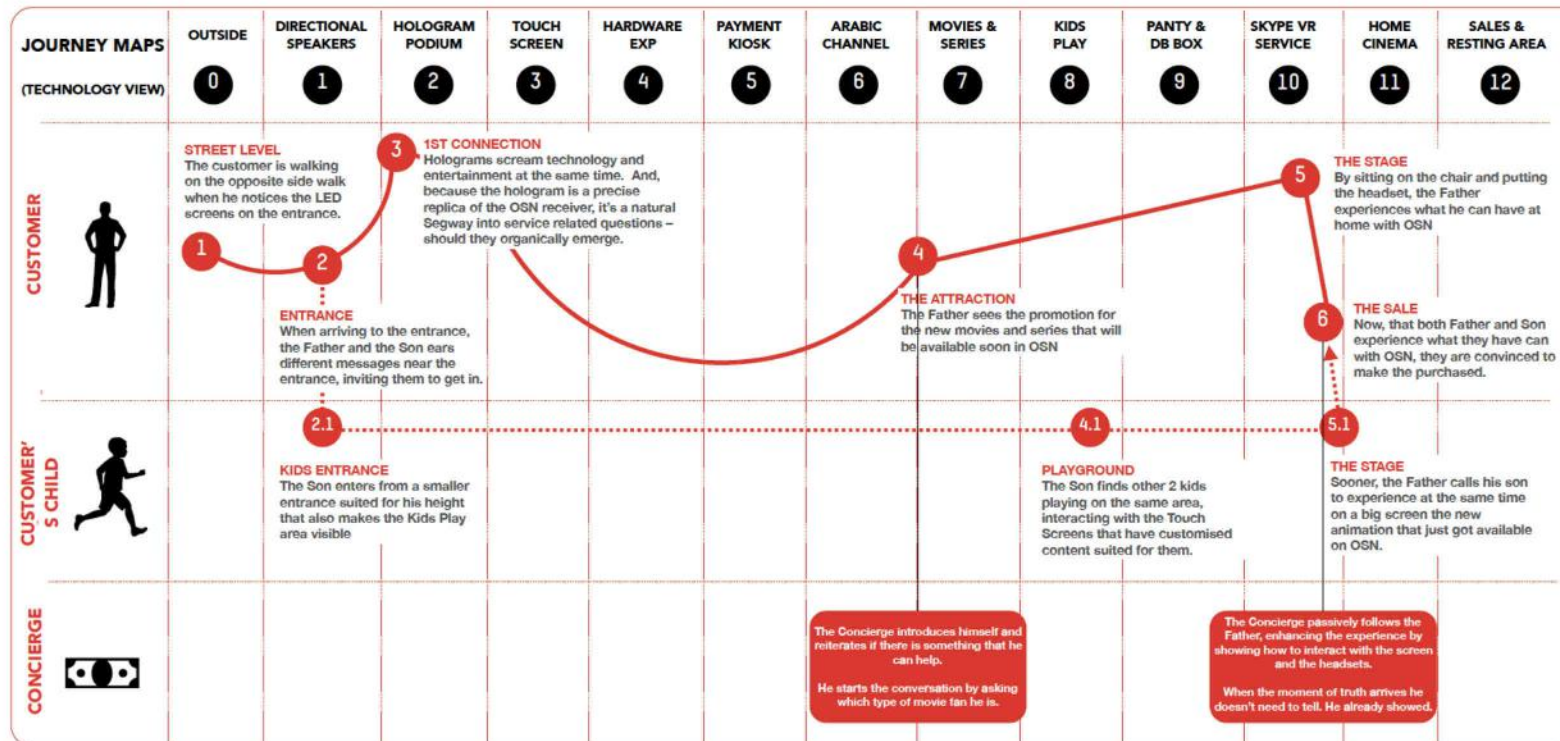 JOURNEY MAPS
(TECHNOLOGY VIEW)
OUTSIDE
0
DIRECTIONAL
SPEAKERS
1
HOLOGRAM
PODIUM
2
TOUCH
SCREEN
3
HARDWARE
EXP
4
PAYMENT
KIOSK
5
ARABIC
CHANNEL
6
MOVIES &
SERIES
7
KIDS
PLAY
8
PANTY &
DB BOX
9
SKYPE VR
SERVICE
10
HOME
CINEMA
11
SALES &
RESTING AREA
12
CUSTOMER
STREET LEVEL
The customer is walking
on the opposite side walk
when he notices the LED
screens on the entrance.
1
2
ENTRANCE
When arriving to the entrance,
the Father and the Son ears
different messages near the
entrance, inviting them to get in.
3
1ST CONNECTION
Holograms scream technology and
entertainment at the same time. And,
because the hologram is a precise
replica of the OSN receiver, it's a natural
Segway into service related questions –
should they organically emerge.
4
THE ATTRACTION
The Father sees the promotion for
the new movies and series that will
be available soon in OSN
5
THE STAGE
By sitting on the chair and putting
the headset, the Father
experiences what he can have at
home with OSN
6
THE SALE
Now, that both Father and Son
experience what they have can
with OSN, they are convinced to
make the purchased.
CUSTOMER'
S CHILD
2.1
KIDS ENTRANCE
The Son enters from a smaller
entrance suited for his height
that also makes the Kids Play
area visible
4.1
PLAYGROUND
The Son finds other 2 kids
playing on the same area,
interacting with the Touch
Screens that have customised
content suited for them.
5.1
THE STAGE
Sooner, the Father calls his son
to experience at the same time
on a big screen the new
animation that just got available
on OSN.
CONCIERGE
The Concierge introduces himself and
reiterates if there is something that he
can help.
He starts the conversation by asking
which type of movie fan he is.
The Concierge passively follows the
Father, enhancing the experience by
showing how to interact with the screen
and the headsets.
When the moment of truth arrives he
doesn't need to tell. He already showed.